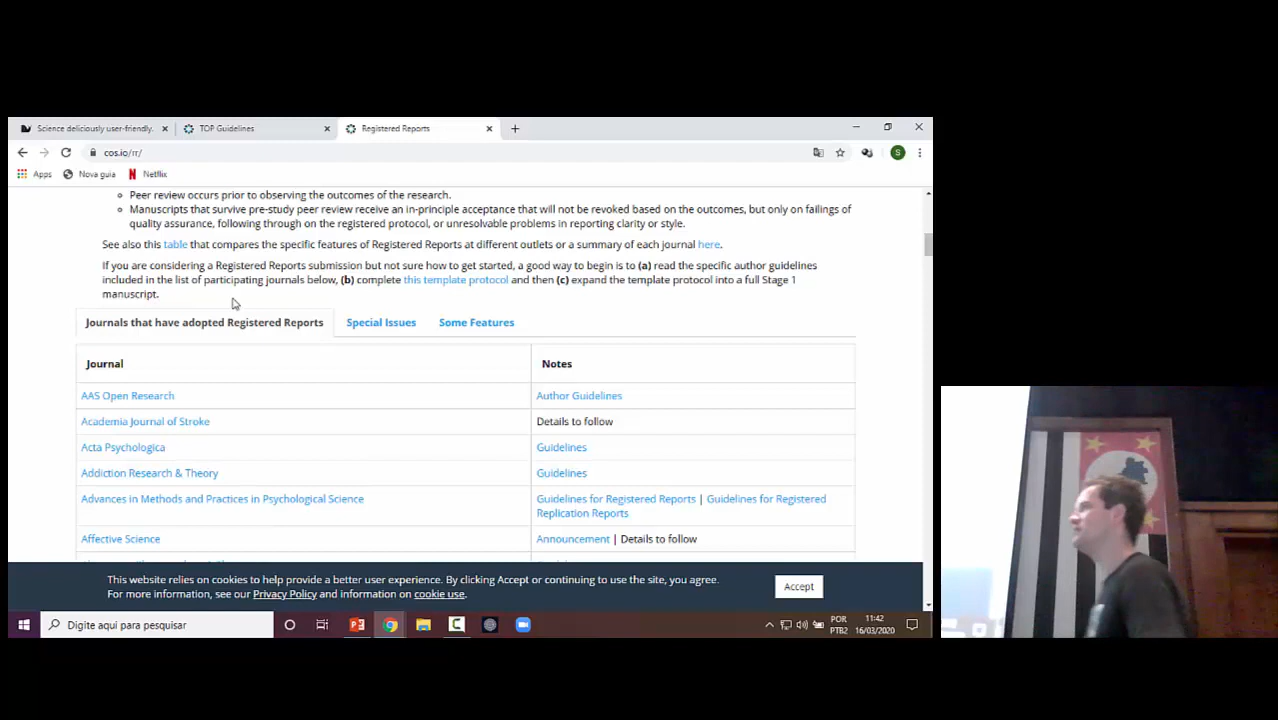 Science deliciously user-friendly.
TOP Guidelines
Registered Reports
cos.io/rr/
S
Apps
Nova guia
Netflix
Peer review occurs prior to observing the outcomes of the research.
Manuscripts that survive pre-study peer review receive an in-principle acceptance that will not be revoked based on the outcomes, but only on failings of
quality assurance, following through on the registered protocol, or unresolvable problems in reporting clarity or style.
See also this table that compares the specific features of Registered Reports at different outlets or a summary of each journal here.
If you are considering a Registered Reports submission but not sure how to get started, a good way to begin is to (a) read the specific author guidelines
included in the list of participating journals below, (b) complete this template protocol and then (c) expand the template protocol into a full Stage 1
manuscript.
Journals that have adopted Registered Reports
Special Issues
Some Features
Journal
Notes
AAS Open Research
Author Guidelines
Academia Journal of Stroke
Details to follow
Acta Psychologica
Guidelines
Addiction Research & Theory
Guidelines
Advances in Methods and Practices in Psychological Science
Guidelines for Registered Reports | Guidelines for Registered
Replication Reports
Affective Science
Announcement | Details to follow
This website relies on cookies to help provide a better user experience. By clicking Accept or continuing to use the site, you agree.
For more information, see our Privacy Policy and information on cookie use.
Accept
Digite aqui para pesquisar
POR
PTB2
11:42
16/03/2020